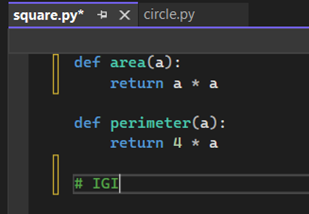 square.py* circle.py
def area(a):
return a * a
def perimeter(a):
return 4 * a
# IGI